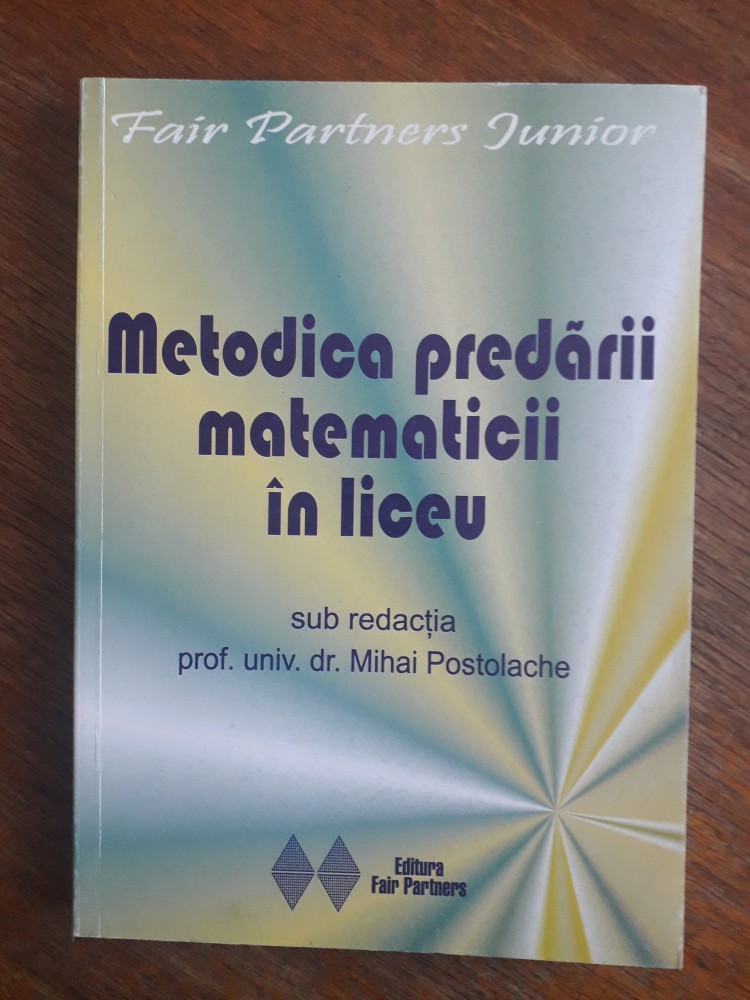 Fair Partners Junior
Metodica predării
matematicii
în liceu
sub redacția
prof. univ. dr. Mihai Postolache
Editura
Fair Partners